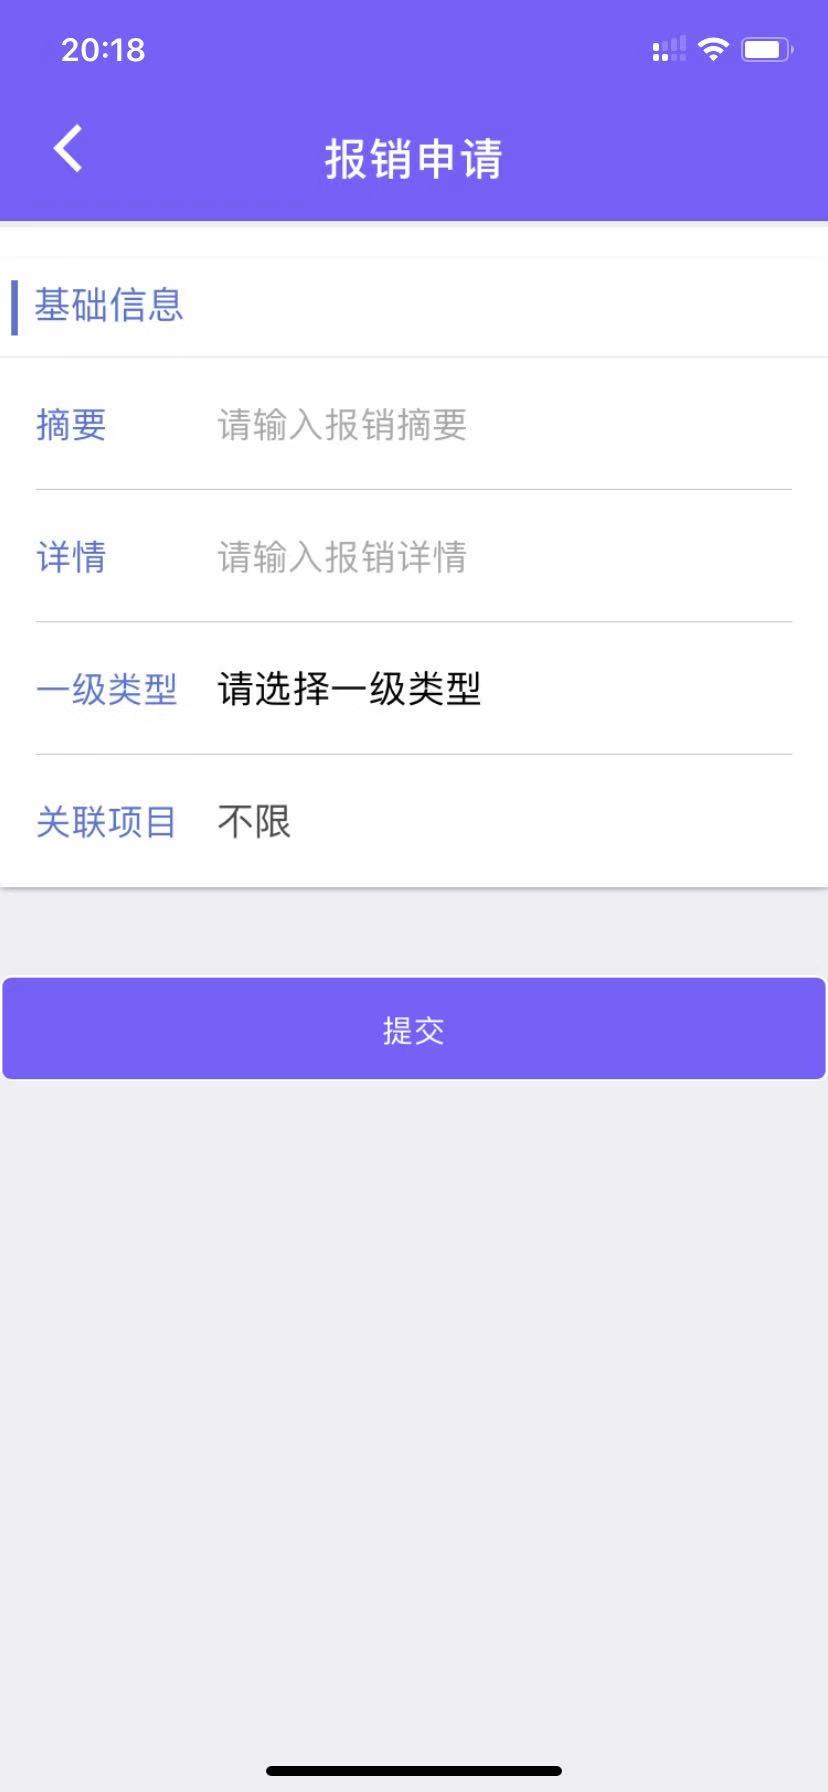 20:18
报销申请
基础信息
摘要 请输入报销摘要
详情 请输入报销详情
一级类型 请选择一级类型
关联项目 不限
提交